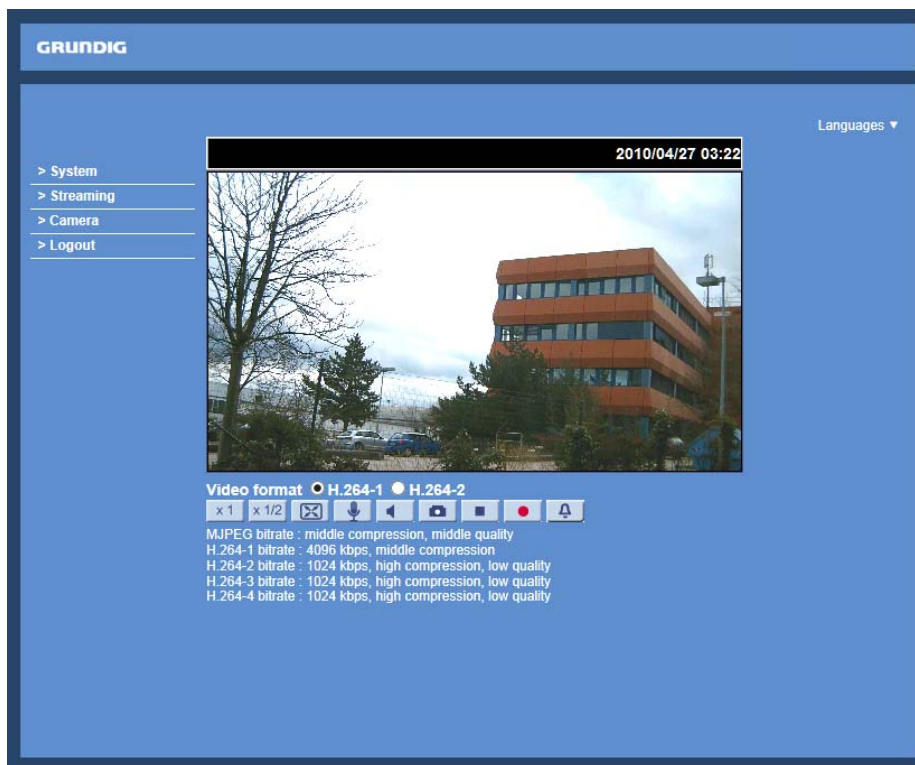 GRUNDIG
Languages ▼
2010/04/27 03:22
> System
> Streaming
> Camera
> Logout
Video format H.264-1 H.264-2
x 1 x 1/2
MJPEG bitrate : middle compression, middle quality
H.264-1 bitrate : 4096 kbps, middle compression
H.264-2 bitrate : 1024 kbps, high compression, low quality
H.264-3 bitrate : 1024 kbps, high compression, low quality
H.264-4 bitrate : 1024 kbps, high compression, low quality